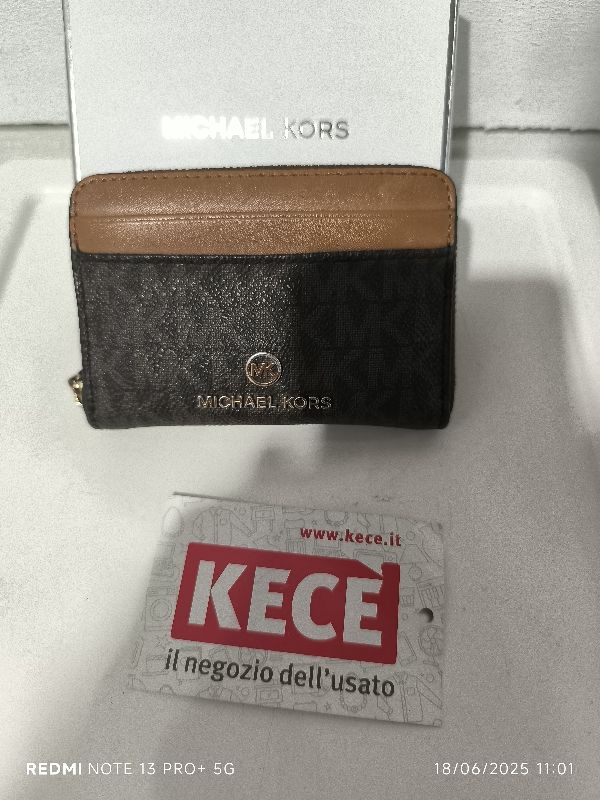 MICHAEL KORS
MK
MICHAEL KORS
www.kece.it
KECE'
il negozio dell'usato
REDMI NOTE 13 PRO+ 5G
18/06/2025 11:01